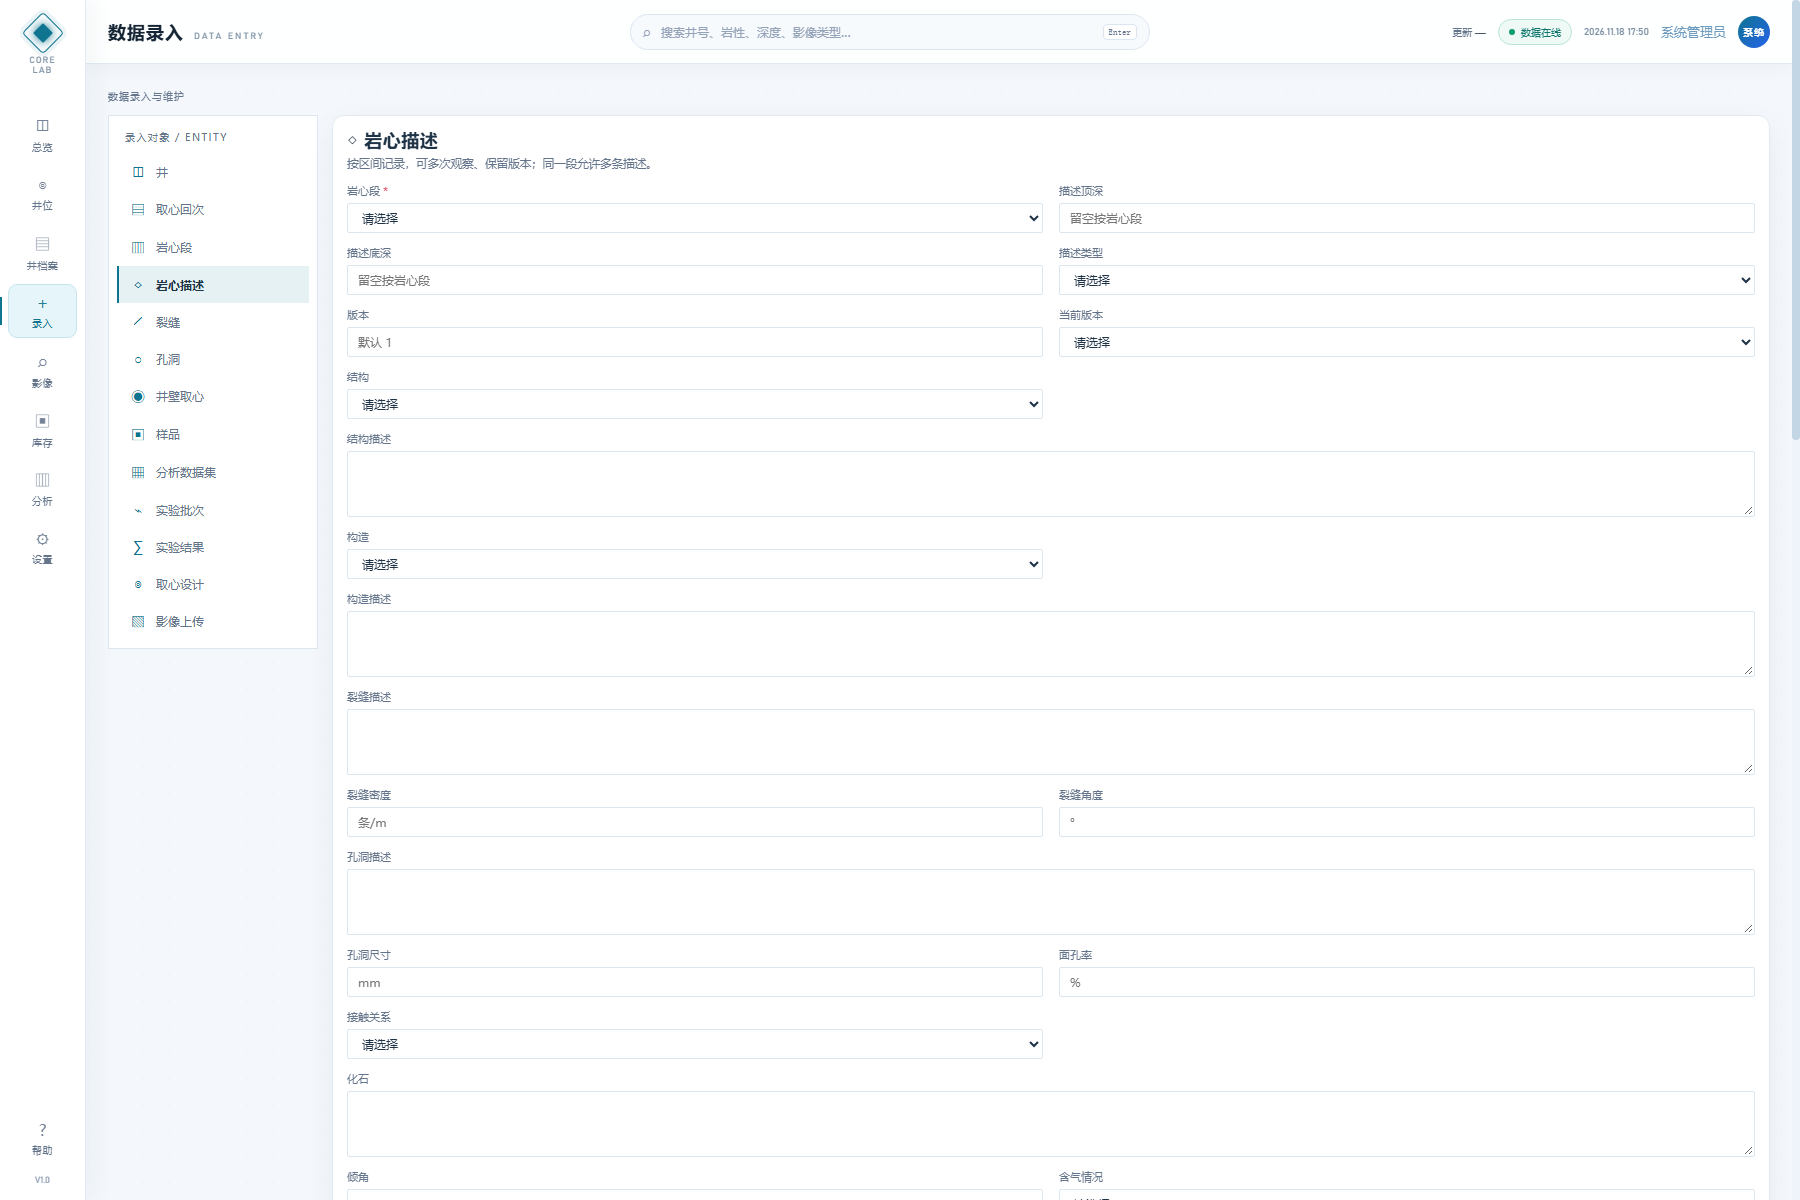 CORE
LAB
数据录入 DATA ENTRY
搜索井号、岩性、深度、影像类型...
Enter
更新 —
数据在线
2026.11.18 17:50
系统管理员
系统
总览
井位
井档案
+
录入
影像
库存
分析
设置
?
帮助
V1.0
数据录入与维护
录入对象 / ENTITY
井
取心回次
岩心段
岩心描述
裂缝
孔洞
井壁取心
样品
分析数据集
实验批次
∑ 实验结果
取心设计
影像上传
岩心描述
按区间记录，可多次观察、保留版本；同一段允许多条描述。
岩心段 *
请选择
描述顶深
留空按岩心段
描述底深
留空按岩心段
描述类型
请选择
版本
默认 1
当前版本
请选择
结构
请选择
结构描述
构造
请选择
构造描述
裂缝描述
裂缝密度
条/m
裂缝角度
°
孔洞描述
孔洞尺寸
mm
面孔率
%
接触关系
请选择
化石
倾角
含气情况